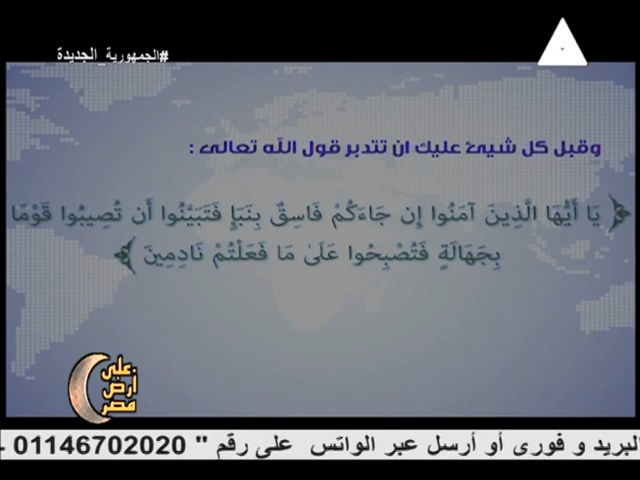 #الجمهورية_الجديدة
وقبل كل شيئ عليك ان تتدبر قول الله تعالى :
﴿ يَا أَيُّهَا الَّذِينَ آمَنُوا إِن جَاءَكُمْ فَاسِقٌ بِنَبَإٍ فَتَبَيَّنُوا أَن تُصِيبُوا قَوْمًا
بِجَهَالَةٍ فَتُصْبِحُوا عَلَىٰ مَا فَعَلْتُمْ نَادِمِينَ ﴾
على
أرض
مصر
البريد و فورى أو أرسل عبر الواتس على رقم " 01146702020 -